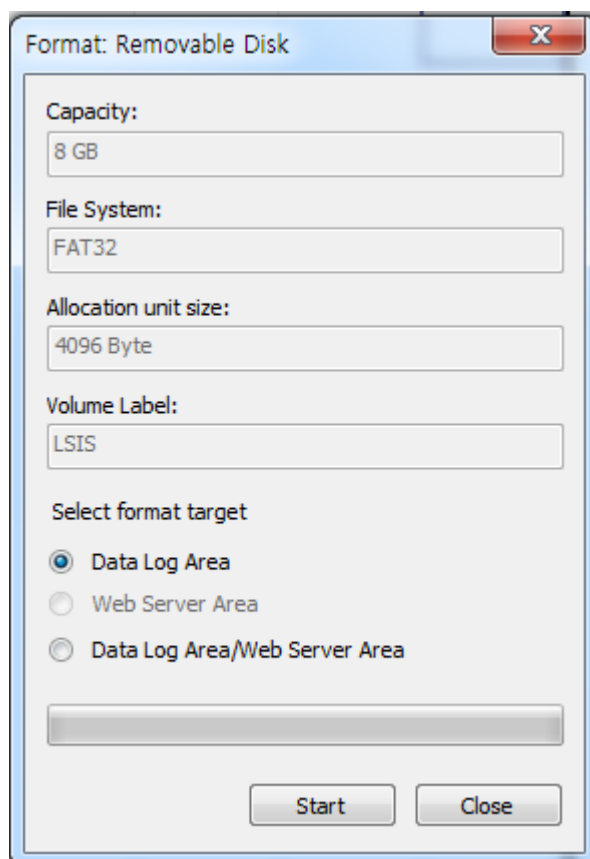 Format: Removable Disk
Capacity:
8 GB
File System:
FAT32
Allocation unit size:
4096 Byte
Volume Label:
LSIS
Select format target
Data Log Area
Web Server Area
Data Log Area/Web Server Area
Start Close